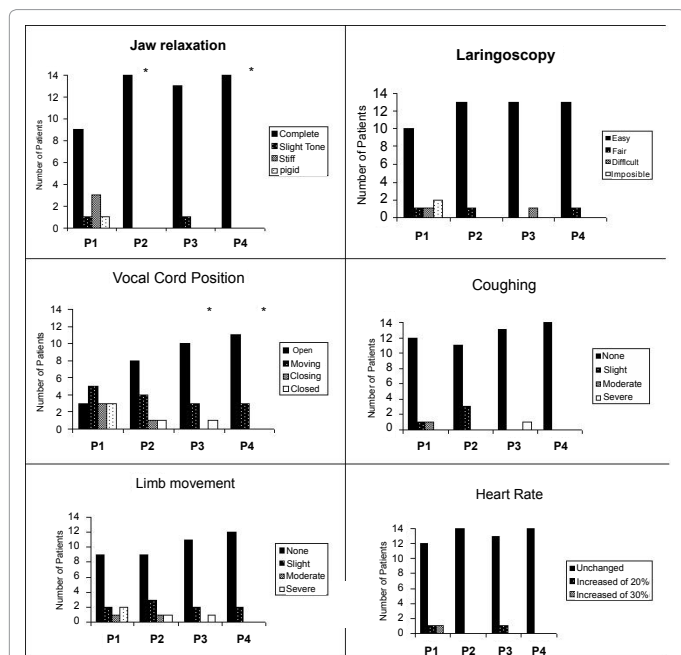 Jaw relaxation
*
*
14
12
10
8
6
4
2
0
Number of Patients
P1
P2
P3
P4
Complete
Slight Tone
Stiff
pigid
Laringoscopy
14
12
10
8
6
4
2
0
Number of Patients
P1
P2
P3
P4
Easy
Fair
Difficult
Imposible
Vocal Cord Position
*
*
14
12
10
8
6
4
2
0
Number of Patients
P1
P2
P3
P4
Open
Moving
Closing
Closed
Coughing
14
12
10
8
6
4
2
0
Number of Patients
P1
P2
P3
P4
None
Slight
Moderate
Severe
Limb movement
14
12
10
8
6
4
2
0
Number of Patients
P1
P2
P3
P4
None
Slight
Moderate
Severe
Heart Rate
14
12
10
8
6
4
2
0
Number of Patients
P1
P2
P3
P4
Unchanged
Increased of 20%
Increased of 30%